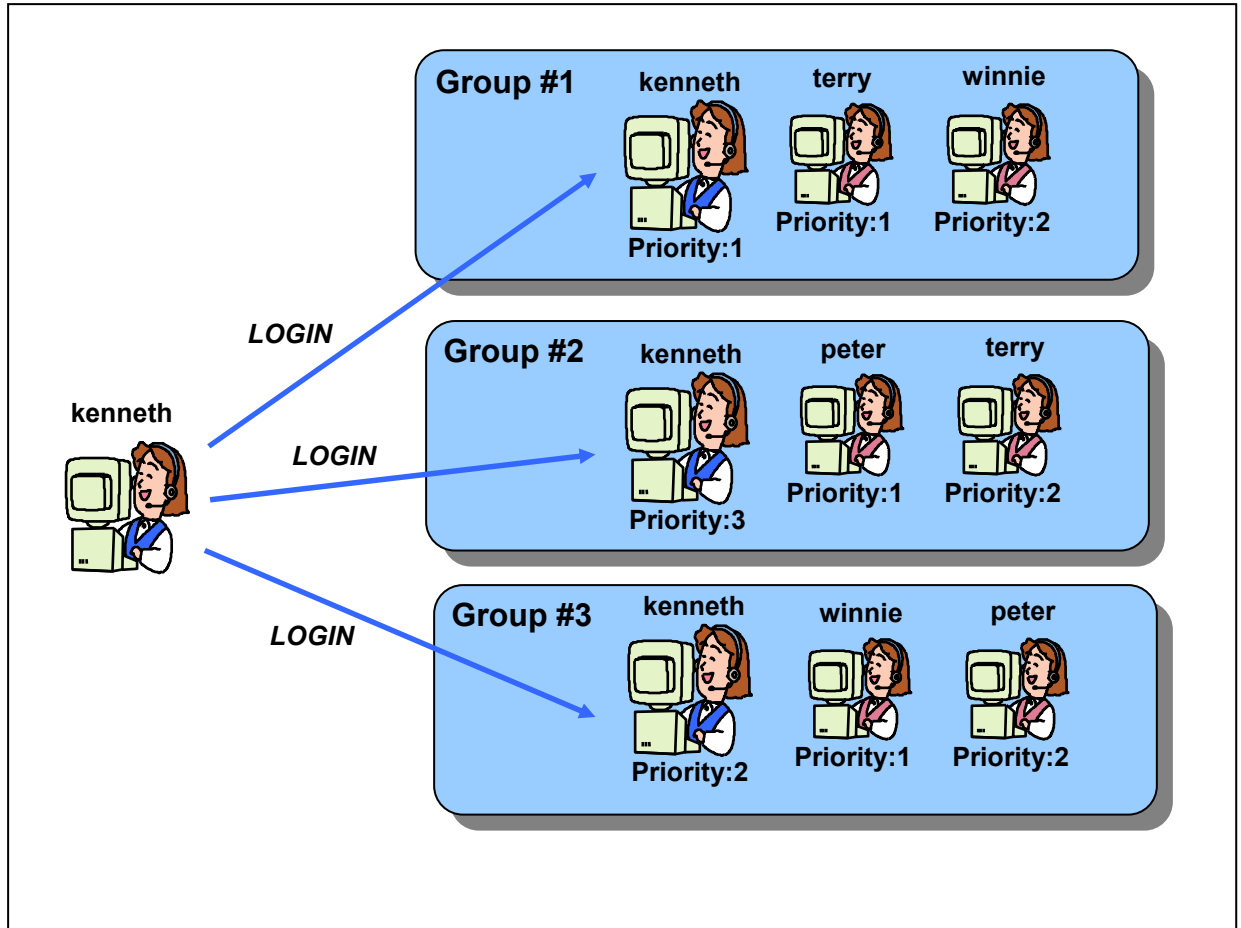 Group #1
kenneth
terry
winnie
Priority:1
Priority:1
Priority:2
LOGIN
Group #2
kenneth
peter
terry
Priority:3
Priority:1
Priority:2
kenneth
LOGIN
Group #3
kenneth
winnie
peter
Priority:2
Priority:1
Priority:2
LOGIN